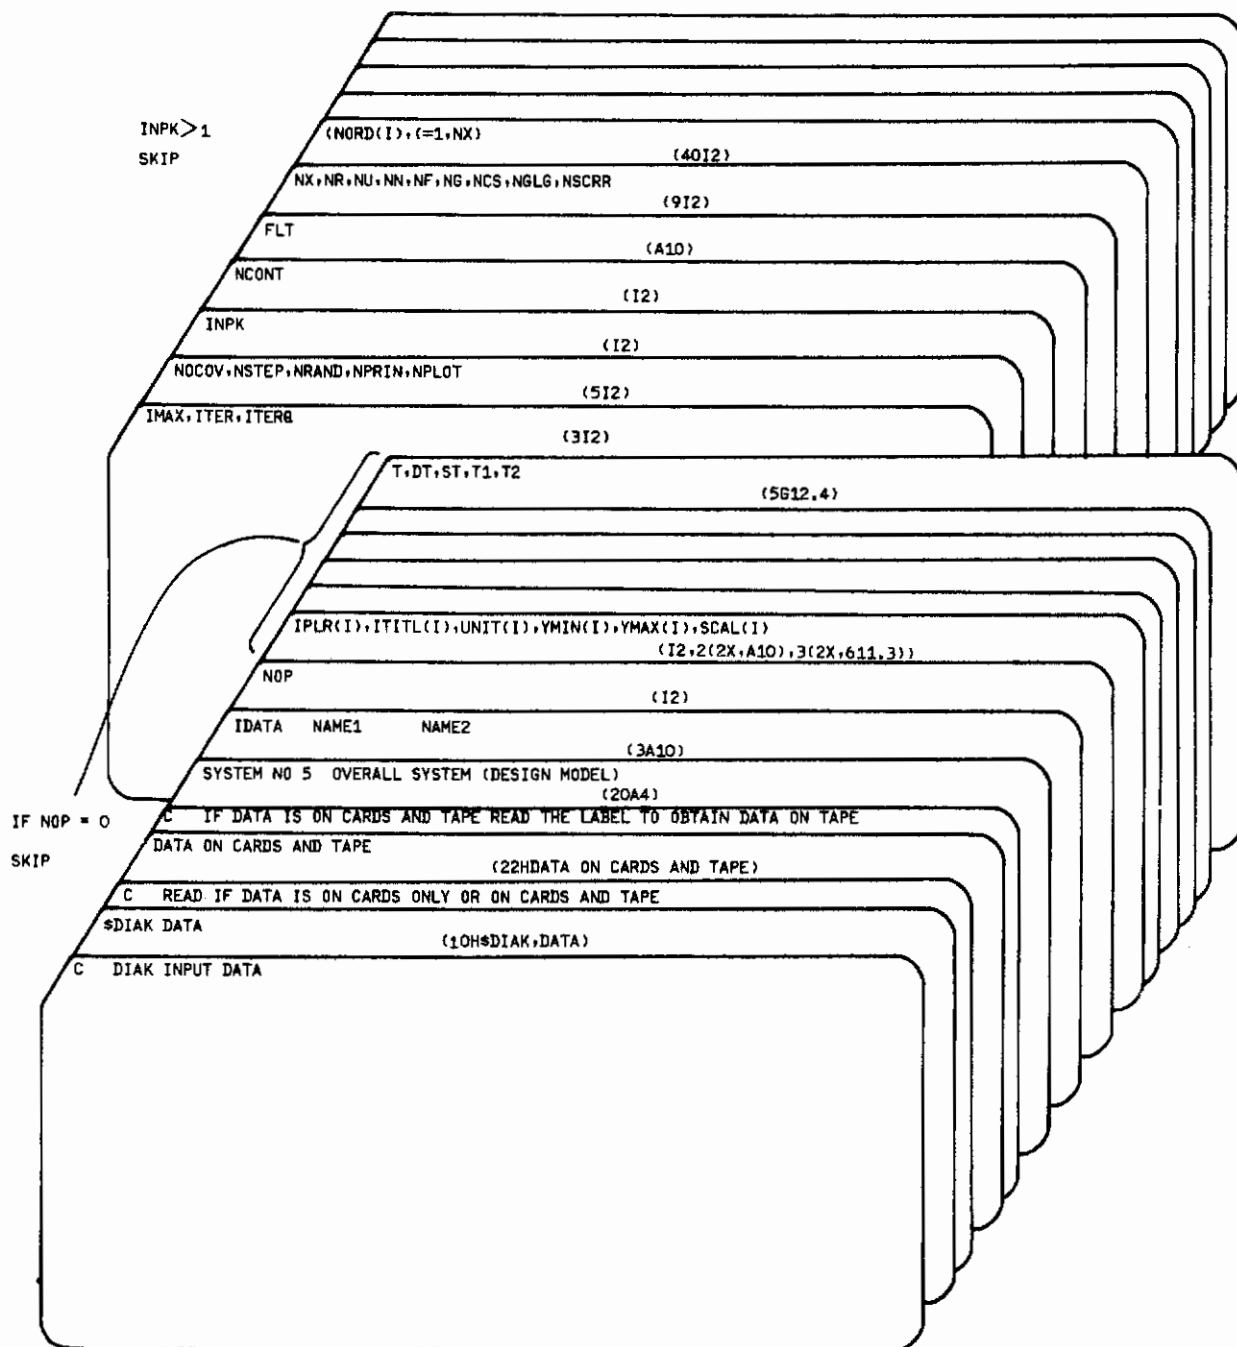 INPK>1
SKIP
(NORD(I),(=1,NX)
(40I2)
NX,NR,NU,NN,NF,NG,NCS,NGLG,NSCRR
(9I2)
FLT
(A10)
NCONT
(I2)
INPK
(I2)
NOCOV,NSTEP,NRAND,NPRIN,NPLOT
(5I2)
IMAX,ITER,ITERQ
(3I2)
T,DT,ST,T1,T2
(5G12.4)
IPLR(I),ITITL(I),UNIT(I),YMIN(I),YMAX(I),SCAL(I)
(I2,2(2X,A10),3(2X,611.3))
NOP
(I2)
IDATA NAME1 NAME2
(3A10)
SYSTEM NO 5 OVERALL SYSTEM (DESIGN MODEL)
(20A4)
IF NOP = 0
SKIP
C IF DATA IS ON CARDS AND TAPE READ THE LABEL TO OBTAIN DATA ON TAPE
DATA ON CARDS AND TAPE
(22HDATA ON CARDS AND TAPE)
C READ IF DATA IS ON CARDS ONLY OR ON CARDS AND TAPE
$DIAK DATA
(10H$DIAK,DATA)
C DIAK INPUT DATA